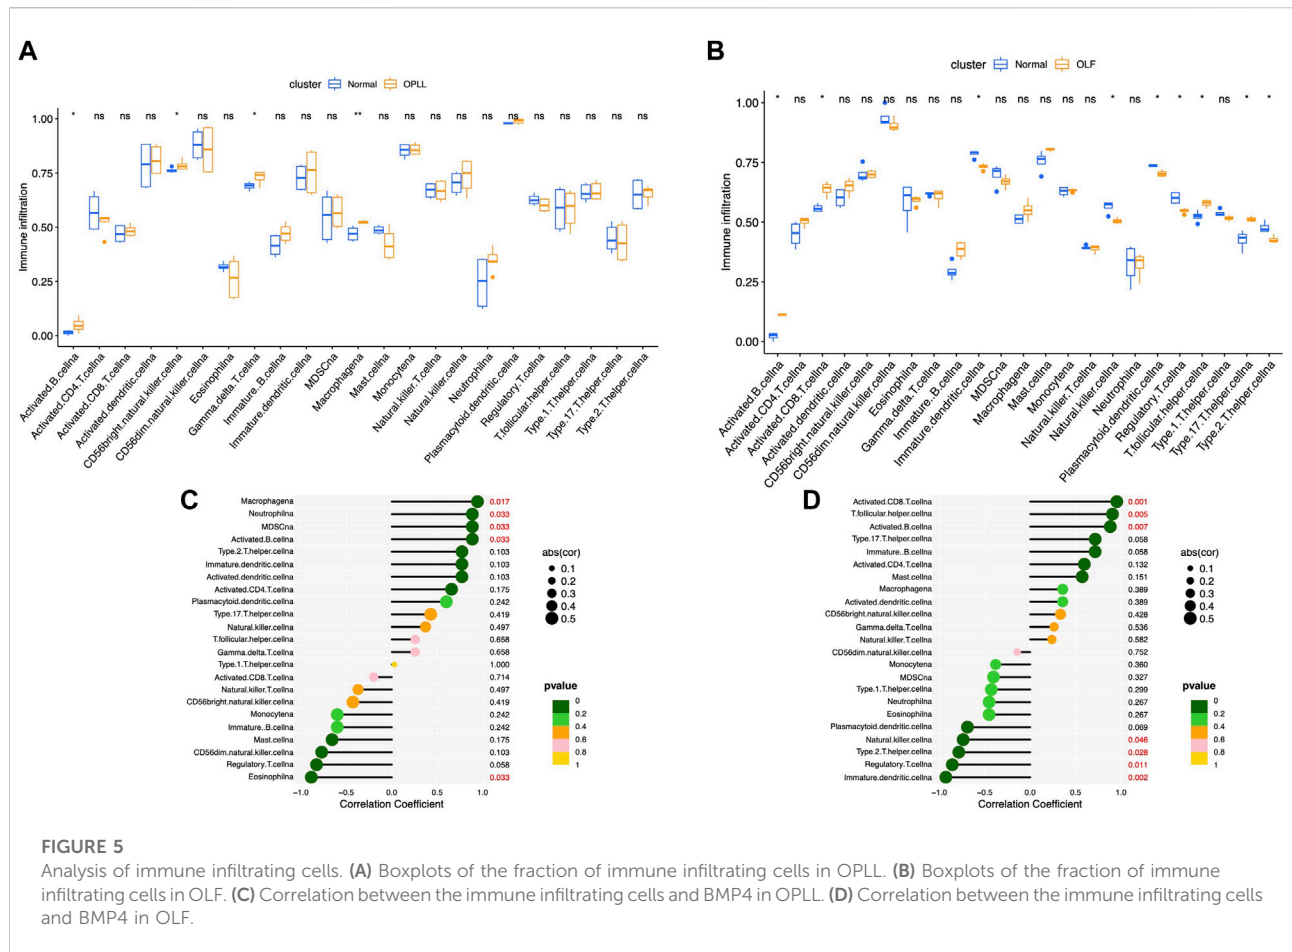 A
cluster Normal OPLL
* ns ns ns * ns ns * ns ns ns ** ns ns ns ns ns ns ns ns ns ns ns
1.00
0.75
0.50
0.25
0.00
Immune infiltration
Activated.B.cellna
Activated.CD4.T.cellna
Activated.CD8.T.cellna
Activated.dendritic.cellna
CD56bright.natural.killer.cellna
CD56dim.natural.killer.cellna
Eosinophilna
Gamma.delta.T.cellna
Immature..B.cellna
Immature.dendritic.cellna
MDSCna
Macrophagena
Mast.cellna
Monocytena
Natural.killer.T.cellna
Natural.killer.cellna
Neutrophilna
Plasmacytoid.dendritic.cellna
Regulatory.T.cellna
T.follicular.helper.cellna
Type.1.T.helper.cellna
Type.17.T.helper.cellna
Type.2.T.helper.cellna
B
cluster Normal OLF
* ns * ns ns ns ns ns ns * ns ns ns ns ns * ns * * * ns * *
1.00
0.75
0.50
0.25
0.00
Immune infiltration
Activated.B.cellna
Activated.CD4.T.cellna
Activated.CD8.T.cellna
Activated.dendritic.cellna
CD56bright.natural.killer.cellna
CD56dim.natural.killer.cellna
Eosinophilna
Gamma.delta.T.cellna
Immature..B.cellna
Immature.dendritic.cellna
MDSCna
Macrophagena
Mast.cellna
Monocytena
Natural.killer.T.cellna
Natural.killer.cellna
Neutrophilna
Plasmacytoid.dendritic.cellna
Regulatory.T.cellna
T.follicular.helper.cellna
Type.1.T.helper.cellna
Type.17.T.helper.cellna
Type.2.T.helper.cellna
C
Macrophagena 0.017
Neutrophilna 0.033
MDSCna 0.033
Activated.B.cellna 0.033
Type.2.T.helper.cellna 0.103
Immature.dendritic.cellna 0.103
Activated.dendritic.cellna 0.103
Activated.CD4.T.cellna 0.175
Plasmacytoid.dendritic.cellna 0.242
Type.17.T.helper.cellna 0.419
Natural.killer.cellna 0.497
T.follicular.helper.cellna 0.658
Gamma.delta.T.cellna 0.658
Type.1.T.helper.cellna 1.000
Activated.CD8.T.cellna 0.714
Natural.killer.T.cellna 0.497
CD56bright.natural.killer.cellna 0.419
Monocytena 0.242
Immature..B.cellna 0.242
Mast.cellna 0.175
CD56dim.natural.killer.cellna 0.103
Regulatory.T.cellna 0.058
Eosinophilna 0.033
−1.0 −0.5 0.0 0.5 1.0
Correlation Coefficient
abs(cor)
0.1
0.2
0.3
0.4
0.5
pvalue
0
0.2
0.4
0.6
0.8
1
D
Activated.CD8.T.cellna 0.001
T.follicular.helper.cellna 0.005
Activated.B.cellna 0.007
Type.17.T.helper.cellna 0.058
Immature..B.cellna 0.058
Activated.CD4.T.cellna 0.132
Mast.cellna 0.151
Macrophagena 0.389
Activated.dendritic.cellna 0.389
CD56bright.natural.killer.cellna 0.428
Gamma.delta.T.cellna 0.536
Natural.killer.T.cellna 0.582
CD56dim.natural.killer.cellna 0.752
Monocytena 0.360
MDSCna 0.327
Type.1.T.helper.cellna 0.299
Neutrophilna 0.267
Eosinophilna 0.267
Plasmacytoid.dendritic.cellna 0.069
Natural.killer.cellna 0.046
Type.2.T.helper.cellna 0.028
Regulatory.T.cellna 0.011
Immature.dendritic.cellna 0.002
−1.0 −0.5 0.0 0.5 1.0
Correlation Coefficient
abs(cor)
0.1
0.2
0.3
0.4
0.5
pvalue
0
0.2
0.4
0.6
0.8
1
FIGURE 5
Analysis of immune infiltrating cells. (A) Boxplots of the fraction of immune infiltrating cells in OPLL. (B) Boxplots of the fraction of immune
infiltrating cells in OLF. (C) Correlation between the immune infiltrating cells and BMP4 in OPLL. (D) Correlation between the immune infiltrating cells
and BMP4 in OLF.